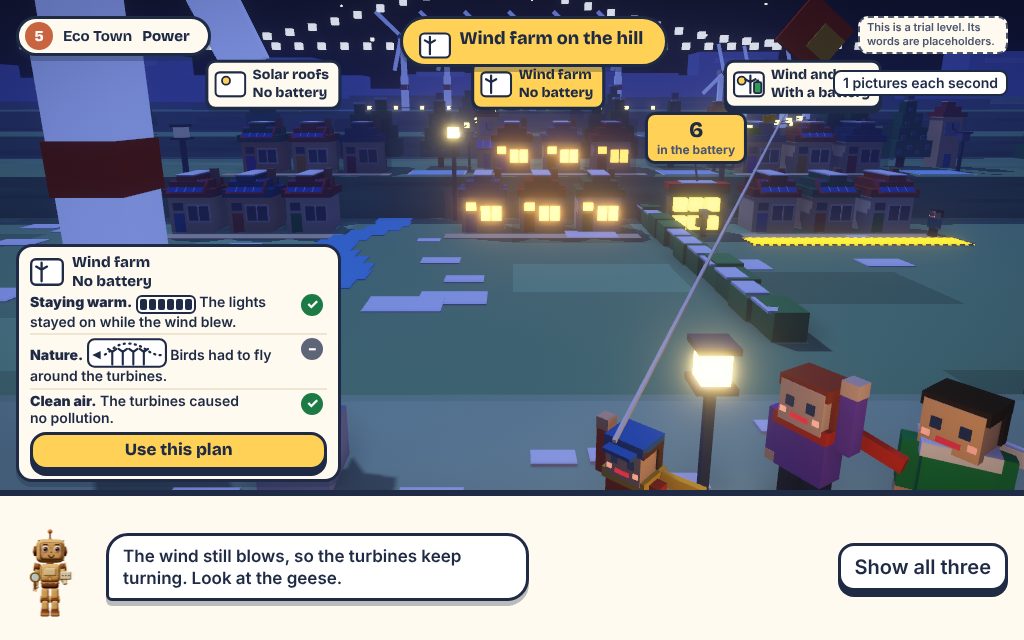 5 Eco Town Power
Wind farm on the hill
This is a trial level. Its
words are placeholders.
Solar roofs
No battery
Wind farm
No battery
Wind and
With a battery
1 pictures each second
6
in the battery
Wind farm
No battery
Staying warm. The lights
stayed on while the wind blew.
Nature. Birds had to fly
around the turbines.
Clean air. The turbines caused
no pollution.
Use this plan
The wind still blows, so the turbines keep
turning. Look at the geese.
Show all three